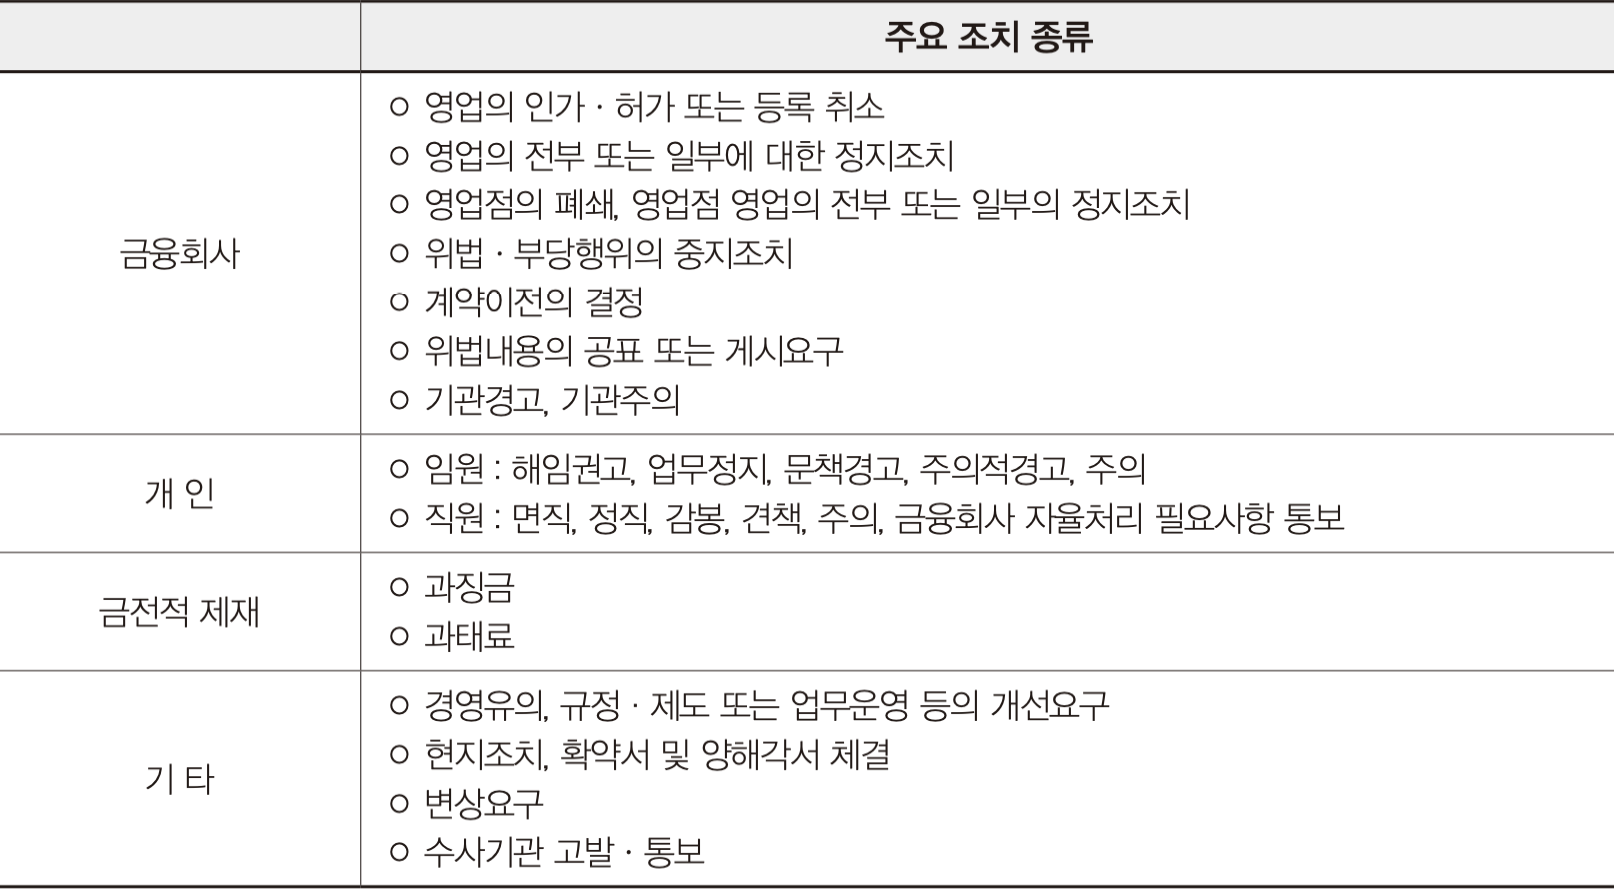 주요 조치 종류
금융회사
○ 영업의 인가 · 허가 또는 등록 취소
○ 영업의 전부 또는 일부에 대한 정지조치
○ 영업점의 폐쇄, 영업점 영업의 전부 또는 일부의 정지조치
○ 위법 · 부당행위의 중지조치
○ 계약이전의 결정
○ 위법내용의 공표 또는 게시요구
○ 기관경고, 기관주의
개 인
○ 임원 : 해임권고, 업무정지, 문책경고, 주의적경고, 주의
○ 직원 : 면직, 정직, 감봉, 견책, 주의, 금융회사 자율처리 필요사항 통보
금전적 제재
○ 과징금
○ 과태료
기 타
○ 경영유의, 규정 · 제도 또는 업무운영 등의 개선요구
○ 현지조치, 확약서 및 양해각서 체결
○ 변상요구
○ 수사기관 고발 · 통보